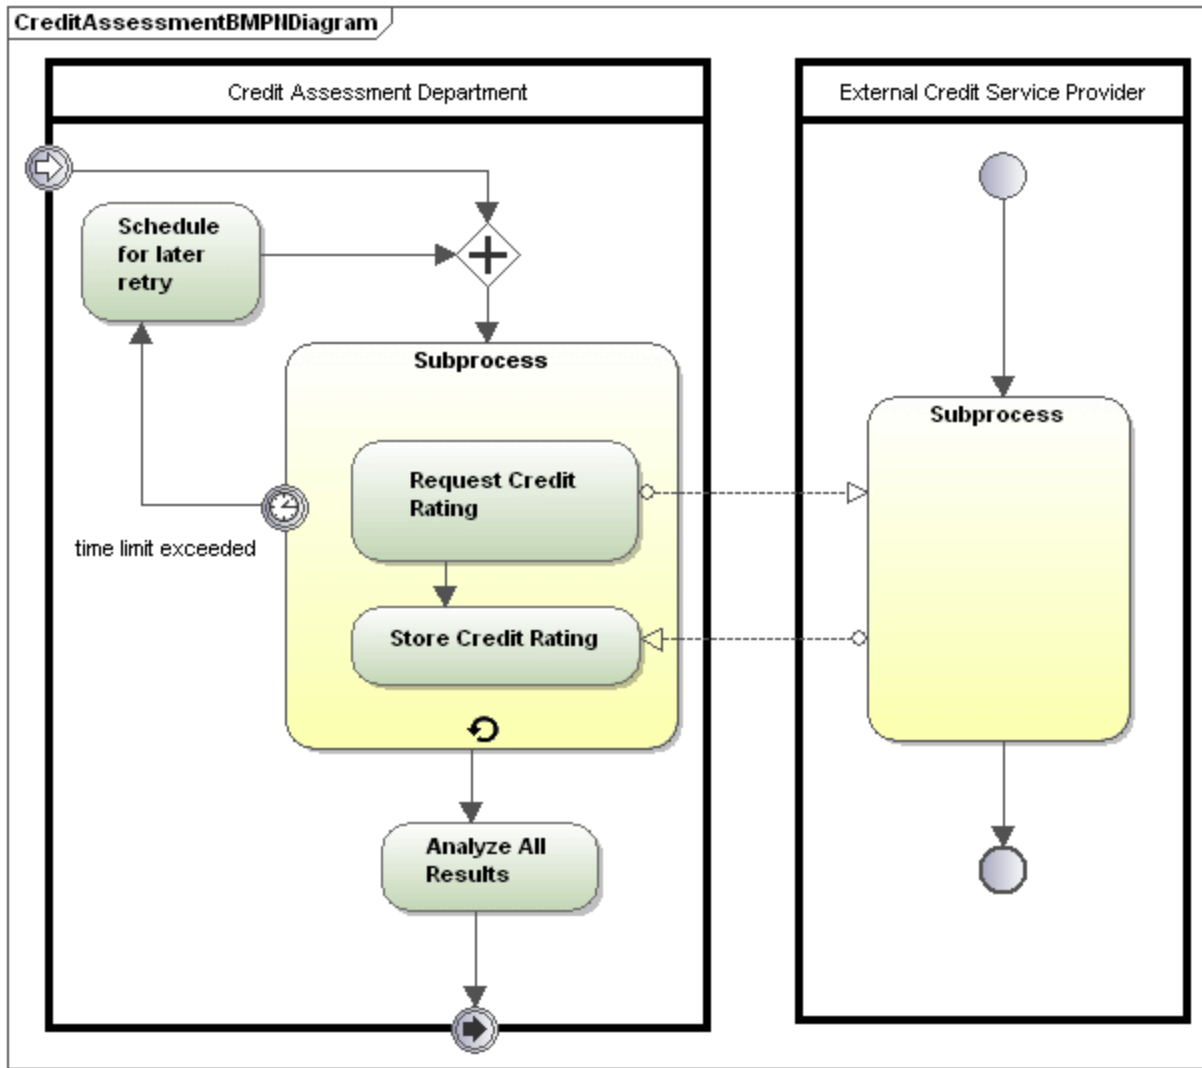 CreditAssessmentBMPNDiagram
Credit Assessment Department
External Credit Service Provider
Schedule
for later
retry
Subprocess
Subprocess
Request Credit
Rating
time limit exceeded
Store Credit Rating
Analyze All
Results